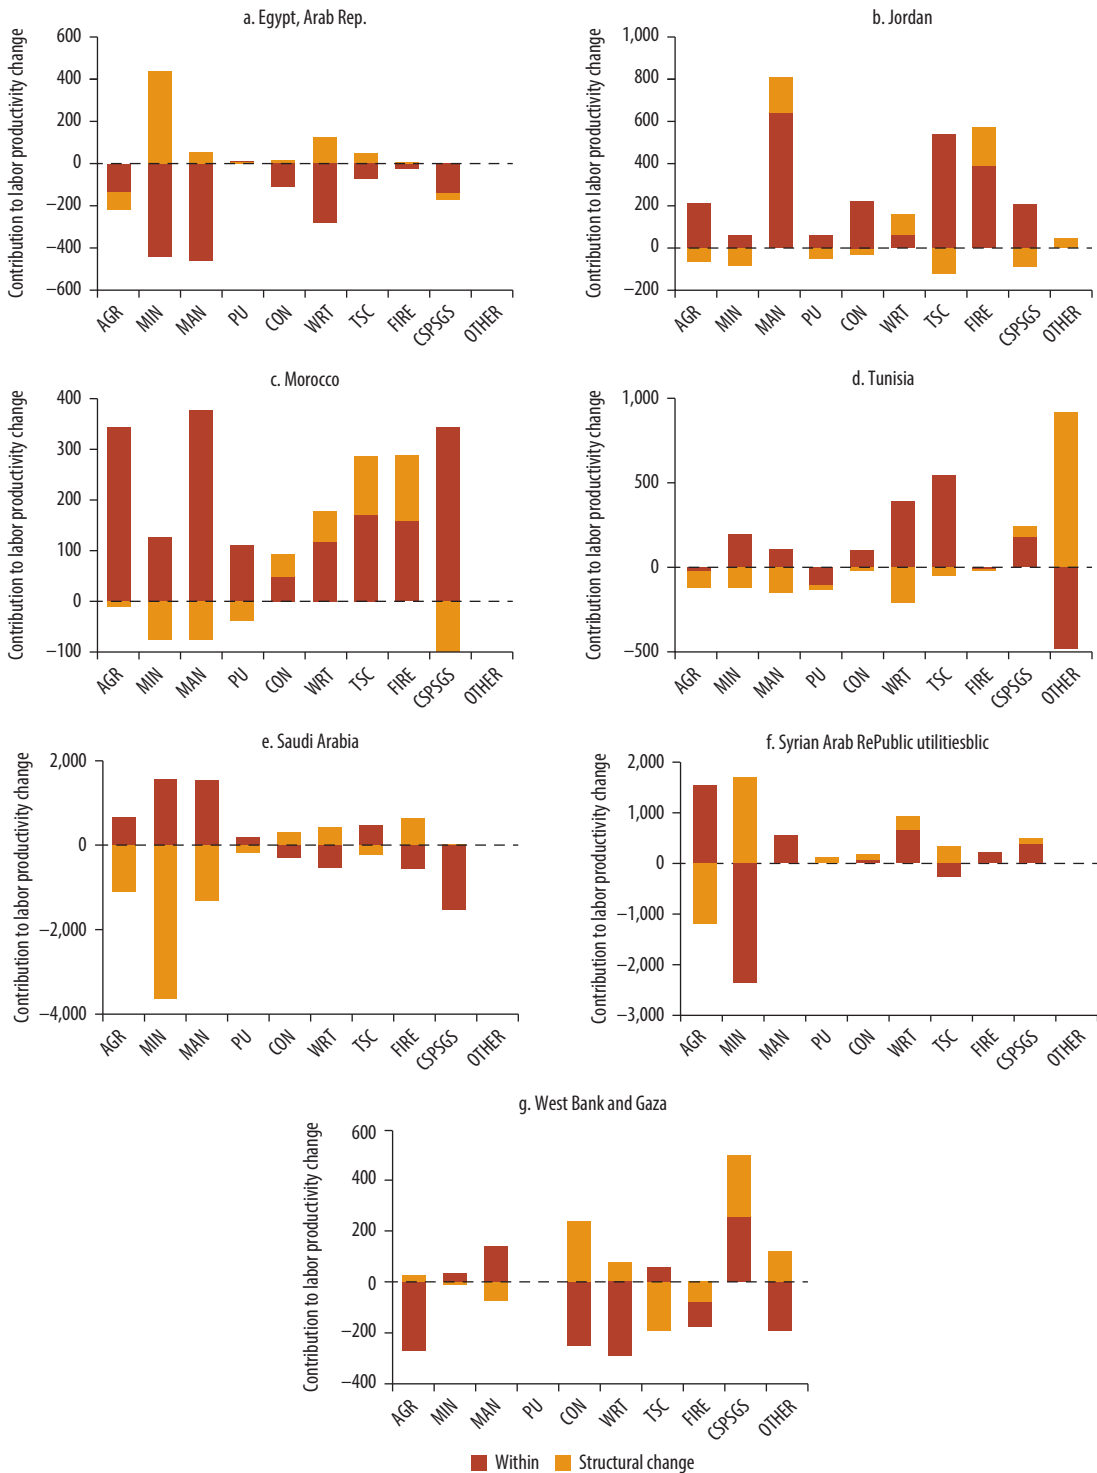 a. Egypt, Arab Rep.
Contribution to labor productivity change
600
400
200
0
−200
−400
−600
AGR
MIN
MAN
PU
CON
WRT
TSC
FIRE
CSPSGS
OTHER
b. Jordan
Contribution to labor productivity change
1,000
800
600
400
200
0
−200
AGR
MIN
MAN
PU
CON
WRT
TSC
FIRE
CSPSGS
OTHER
c. Morocco
Contribution to labor productivity change
400
300
200
100
0
−100
AGR
MIN
MAN
PU
CON
WRT
TSC
FIRE
CSPSGS
OTHER
d. Tunisia
Contribution to labor productivity change
1,000
500
0
−500
AGR
MIN
MAN
PU
CON
WRT
TSC
FIRE
CSPSGS
OTHER
e. Saudi Arabia
Contribution to labor productivity change
2,000
0
−2,000
−4,000
AGR
MIN
MAN
PU
CON
WRT
TSC
FIRE
CSPSGS
OTHER
f. Syrian Arab RePublic utilitiesblic
Contribution to labor productivity change
2,000
1,000
0
−1,000
−2,000
−3,000
AGR
MIN
MAN
PU
CON
WRT
TSC
FIRE
CSPSGS
OTHER
g. West Bank and Gaza
Contribution to labor productivity change
600
400
200
0
−200
−400
AGR
MIN
MAN
PU
CON
WRT
TSC
FIRE
CSPSGS
OTHER
Within
Structural change